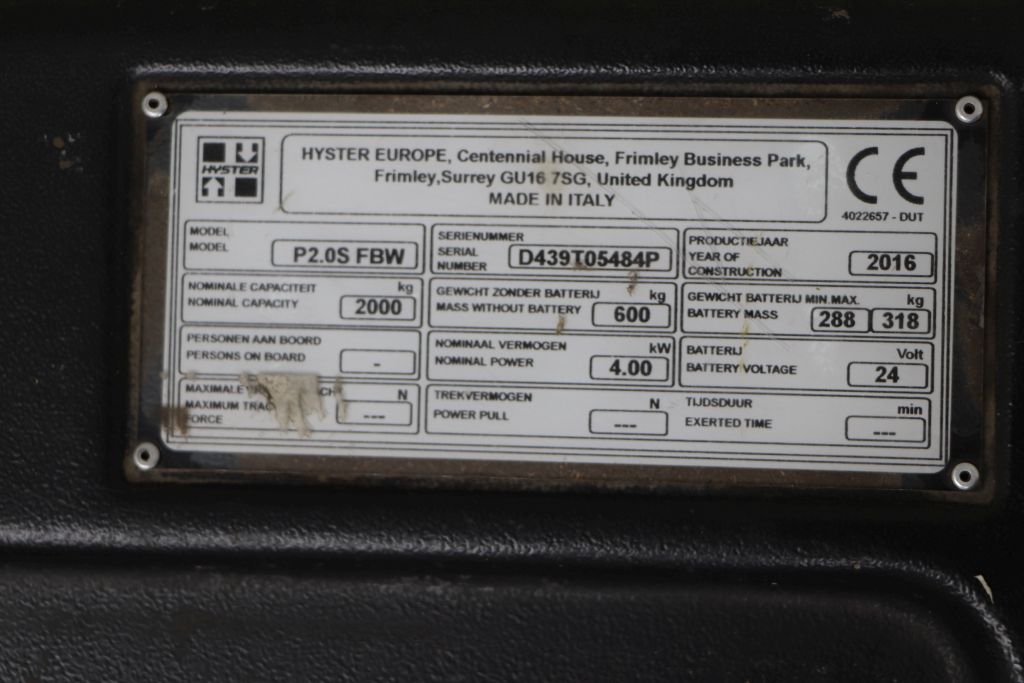 HYSTER
HYSTER EUROPE, Centennial House, Frimley Business Park,
Frimley,Surrey GU16 7SG, United Kingdom
MADE IN ITALY
CE
4022657 - DUT
MODEL
MODEL
P2.0S FBW
SERIENUMMER
SERIAL
NUMBER
D439T05484P
PRODUCTIEJAAR
YEAR OF
CONSTRUCTION
2016
NOMINALE CAPACITEIT kg
NOMINAL CAPACITY
2000
GEWICHT ZONDER BATTERIJ kg
MASS WITHOUT BATTERY
600
GEWICHT BATTERIJ MIN.MAX. kg
BATTERY MASS
288 318
PERSONEN AAN BOORD
PERSONS ON BOARD
-
NOMINAAL VERMOGEN kW
NOMINAL POWER
4.00
BATTERIJ Volt
BATTERY VOLTAGE
24
MAXIMALE N
MAXIMUM
FORCE
---
TREKVERMOGEN N
POWER PULL
---
TIJDSDUUR min
EXERTED TIME
---